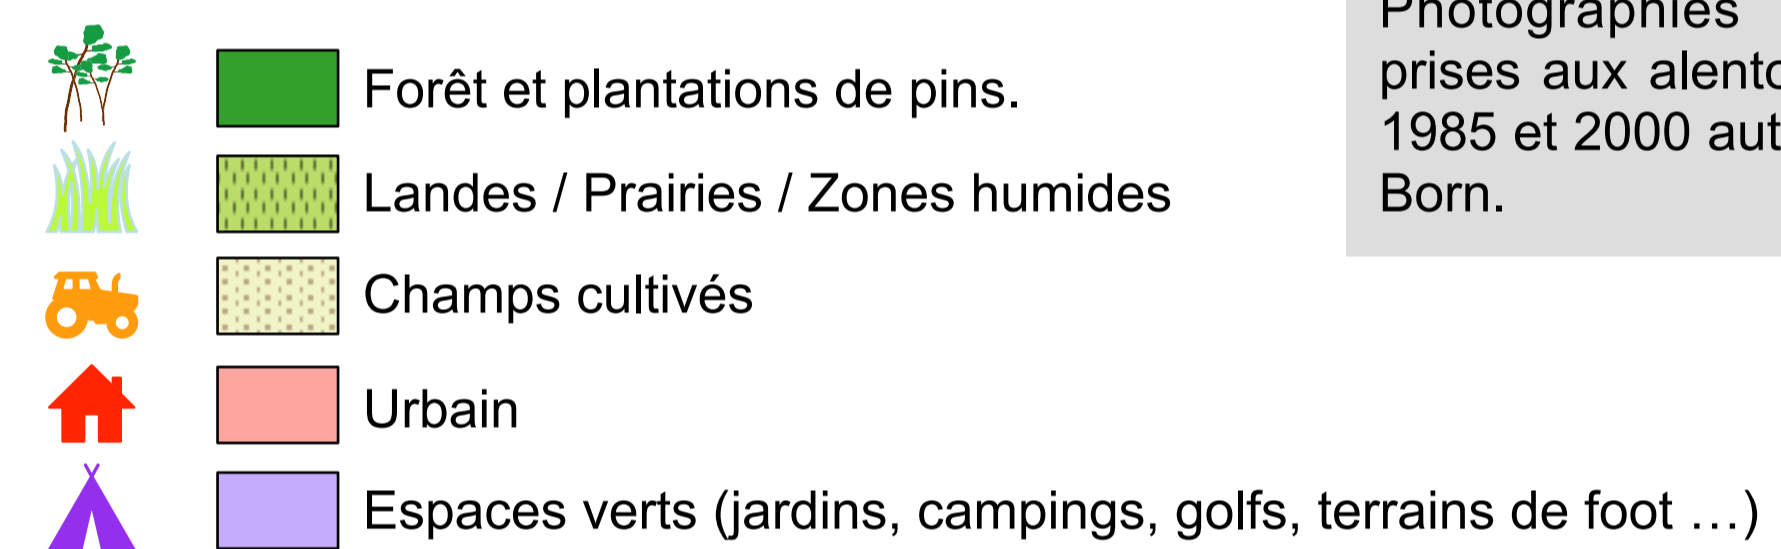 Forêt et plantations de pins.
Landes / Prairies / Zones humides
Champs cultivés
Urbain
Espaces verts (jardins, campings, golfs, terrains de foot …)
Photographies
prises aux
1985 et 2000
Born.